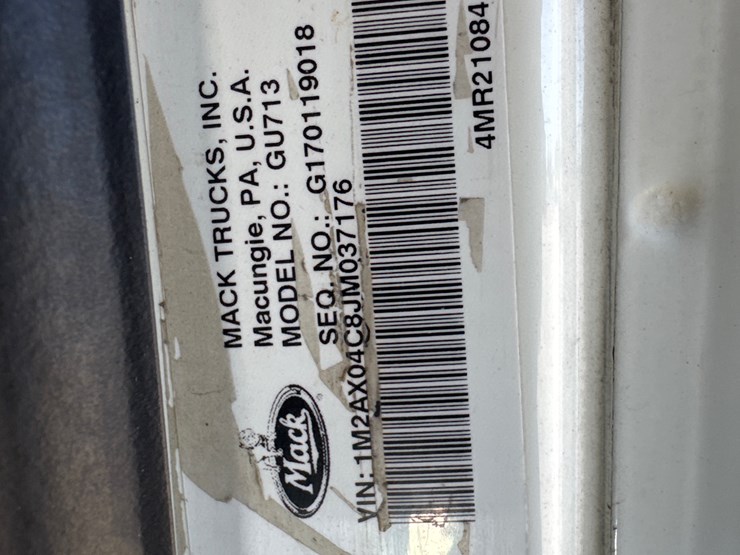 MACK TRUCKS, INC.
Macungie, PA, U.S.A.
MODEL NO.: GU713
SEQ. NO.: G170119018
Mack
VIN: 1M2AX04C8JM037176
4MR21084